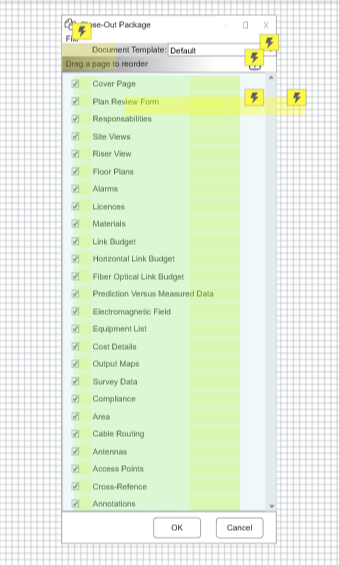 se-Out Package
Document Template: Default
Drag a page to reorder
Cover Page
Plan Review Form
Responsabilities
Site Views
Riser View
Floor Plans
Alarms
Licences
Materials
Link Budget
Horizontal Link Budget
Fiber Optical Link Budget
Prediction Versus Measured Data
Electromagnetic Field
Equipment List
Cost Details
Output Maps
Survey Data
Compliance
Area
Cable Routing
Antennas
Access Points
Cross-Refence
Annotations
OK Cancel